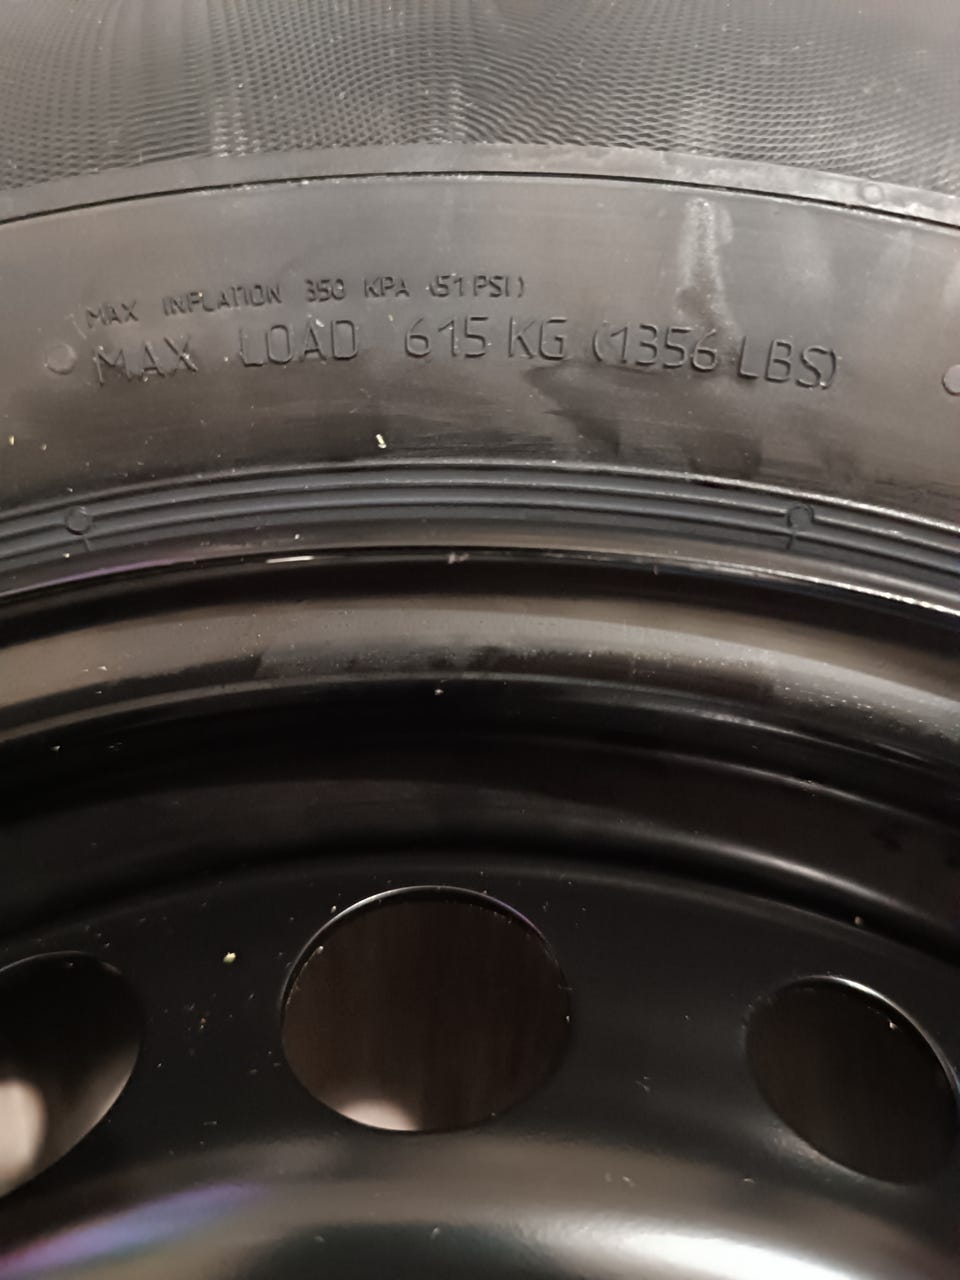 MAX INFLATION 350 KPA (51 PSI)
MAX LOAD 615 KG (1356 LBS)